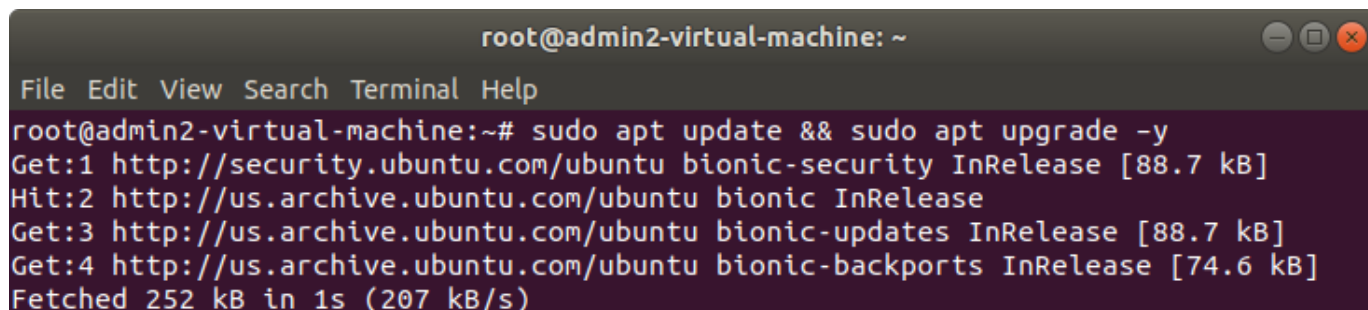 root@admin2-virtual-machine: ~
File Edit View Search Terminal Help
root@admin2-virtual-machine:~# sudo apt update && sudo apt upgrade –y
Get:1 http://security.ubuntu.com/ubuntu bionic-security InRelease [88.7 kB]
Hit:2 http://us.archive.ubuntu.com/ubuntu bionic InRelease
Get:3 http://us.archive.ubuntu.com/ubuntu bionic-updates InRelease [88.7 kB]
Get:4 http://us.archive.ubuntu.com/ubuntu bionic-backports InRelease [74.6 kB]
Fetched 252 kB in 1s (207 kB/s)